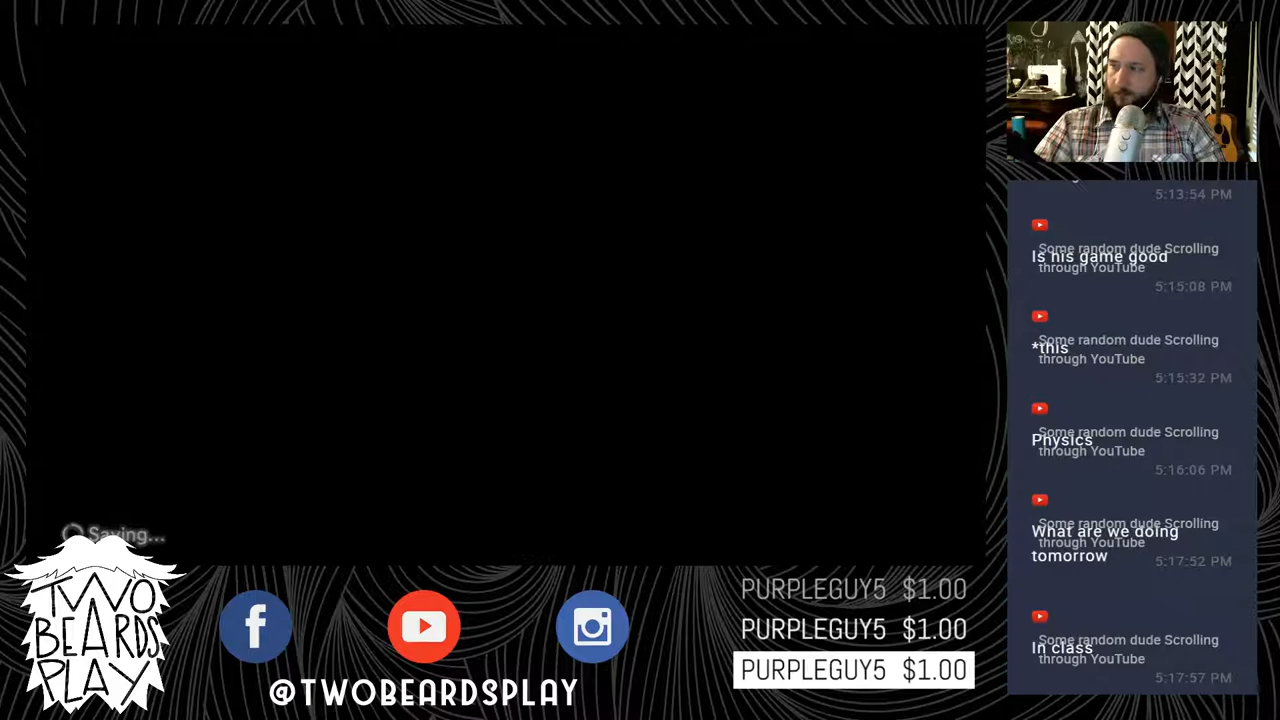 5:13:54 PM
Some random dude Scrolling
through YouTube
Is his game good
5:15:08 PM
Some random dude Scrolling
through YouTube
*this
5:15:32 PM
Some random dude Scrolling
through YouTube
Physics
5:16:06 PM
Some random dude Scrolling
through YouTube
What are we doing
tomorrow
5:17:52 PM
Some random dude Scrolling
through YouTube
In class
5:17:57 PM
Saving...
TWO
BEARDS
PLAY
f
@TWOBEARDSPLAY
PURPLEGUY5 $1.00
PURPLEGUY5 $1.00
PURPLEGUY5 $1.00